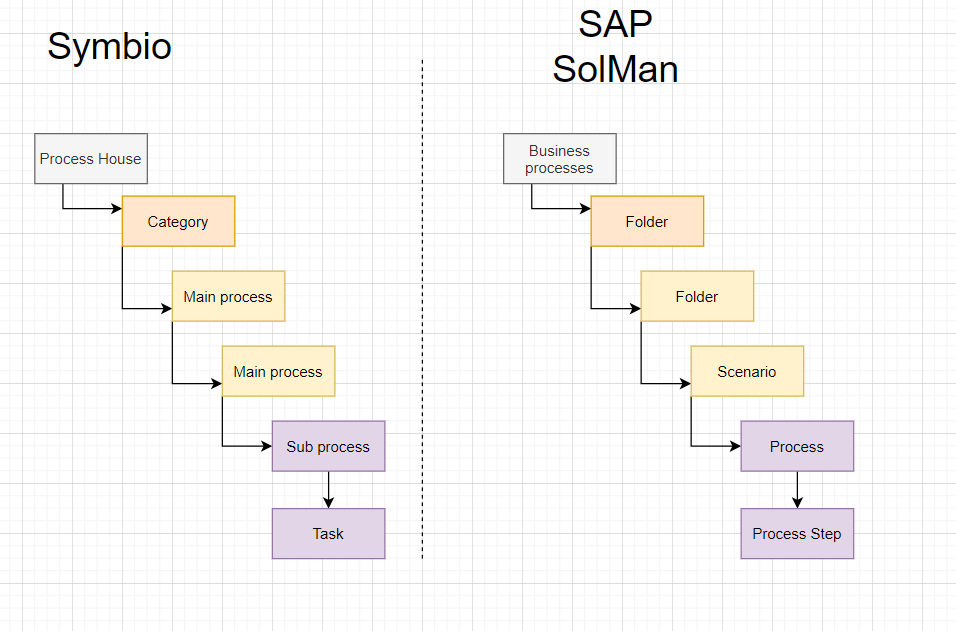 Symbio
SAP
SolMan
Process House
Category
Main process
Main process
Sub process
Task
Business
processes
Folder
Folder
Scenario
Process
Process Step